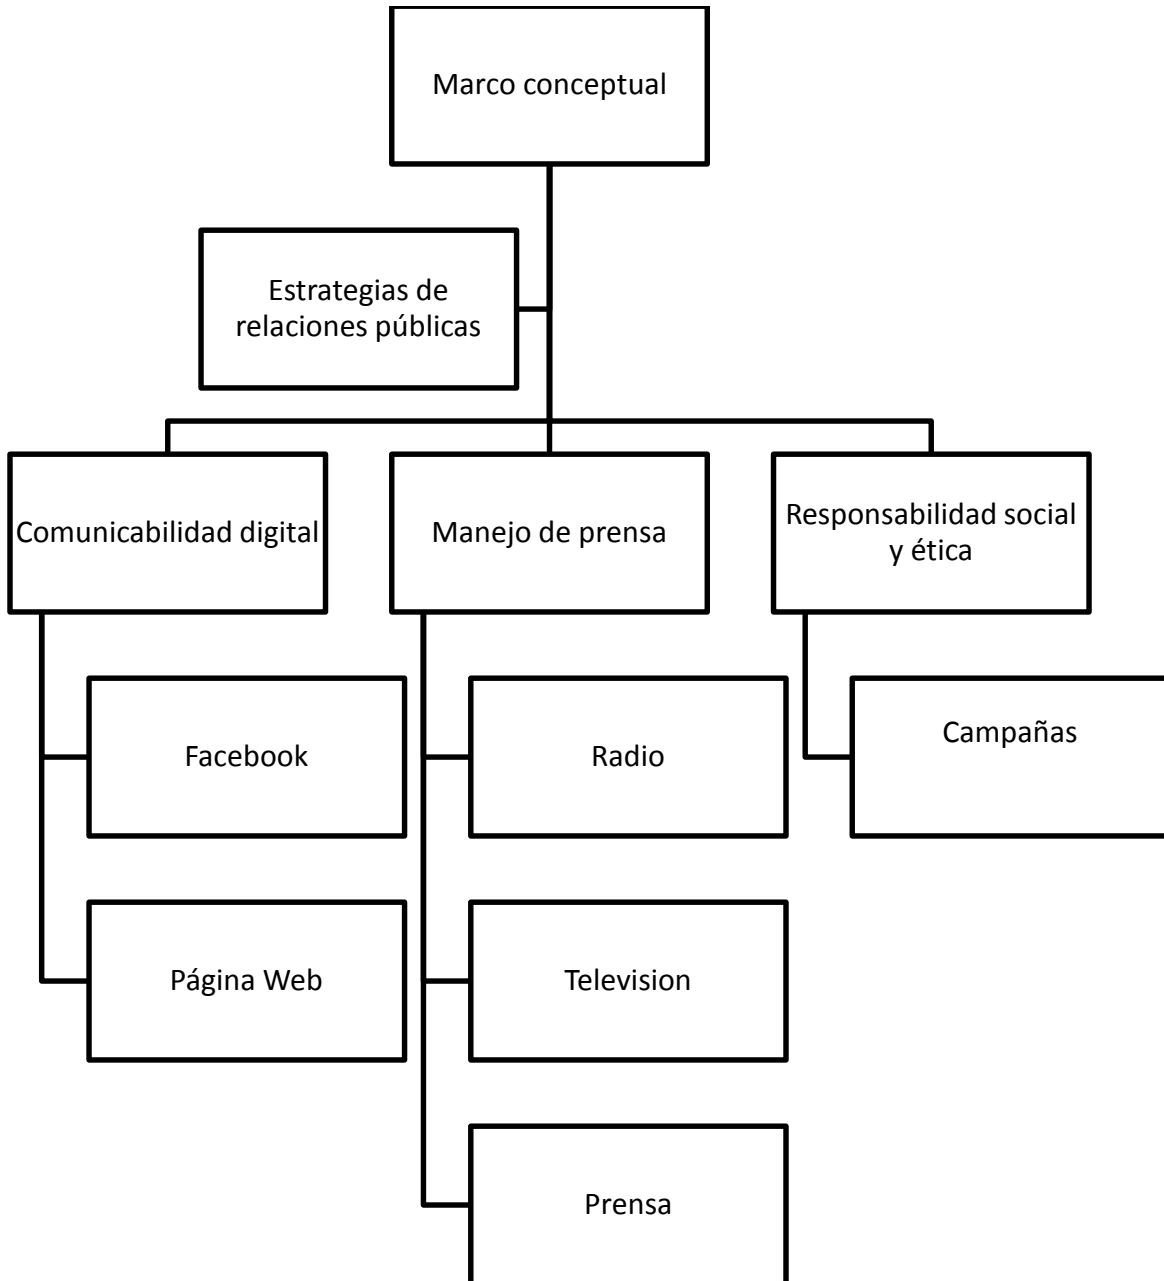 Marco conceptual
Estrategias de
relaciones públicas
Comunicabilidad digital
Manejo de prensa
Responsabilidad social
y ética
Facebook
Radio
Campañas
Página Web
Television
Prensa